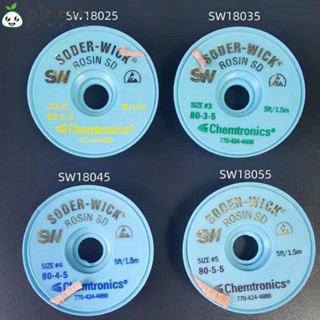 SW18025
SW18035
SODER-WICK
SW
ROSIN SD
80-2-5
Chemtronics
770-424-4888
SODER-WICK
SW
ROSIN SD
SIZE #3
5Ft/1.5m
80-3-5
Chemtronics®
770-424-4888
SW18045
SW18055
SODER-WICK
SW
ROSIN SD
SIZE #4
5Ft/1.5m
80-4-5
Chemtronics®
770-424-4888
SODER-WICK
SW
ROSIN SD
SIZE #5
5Ft/1.5m
80-5-5
Chemtronics®
770-424-4888